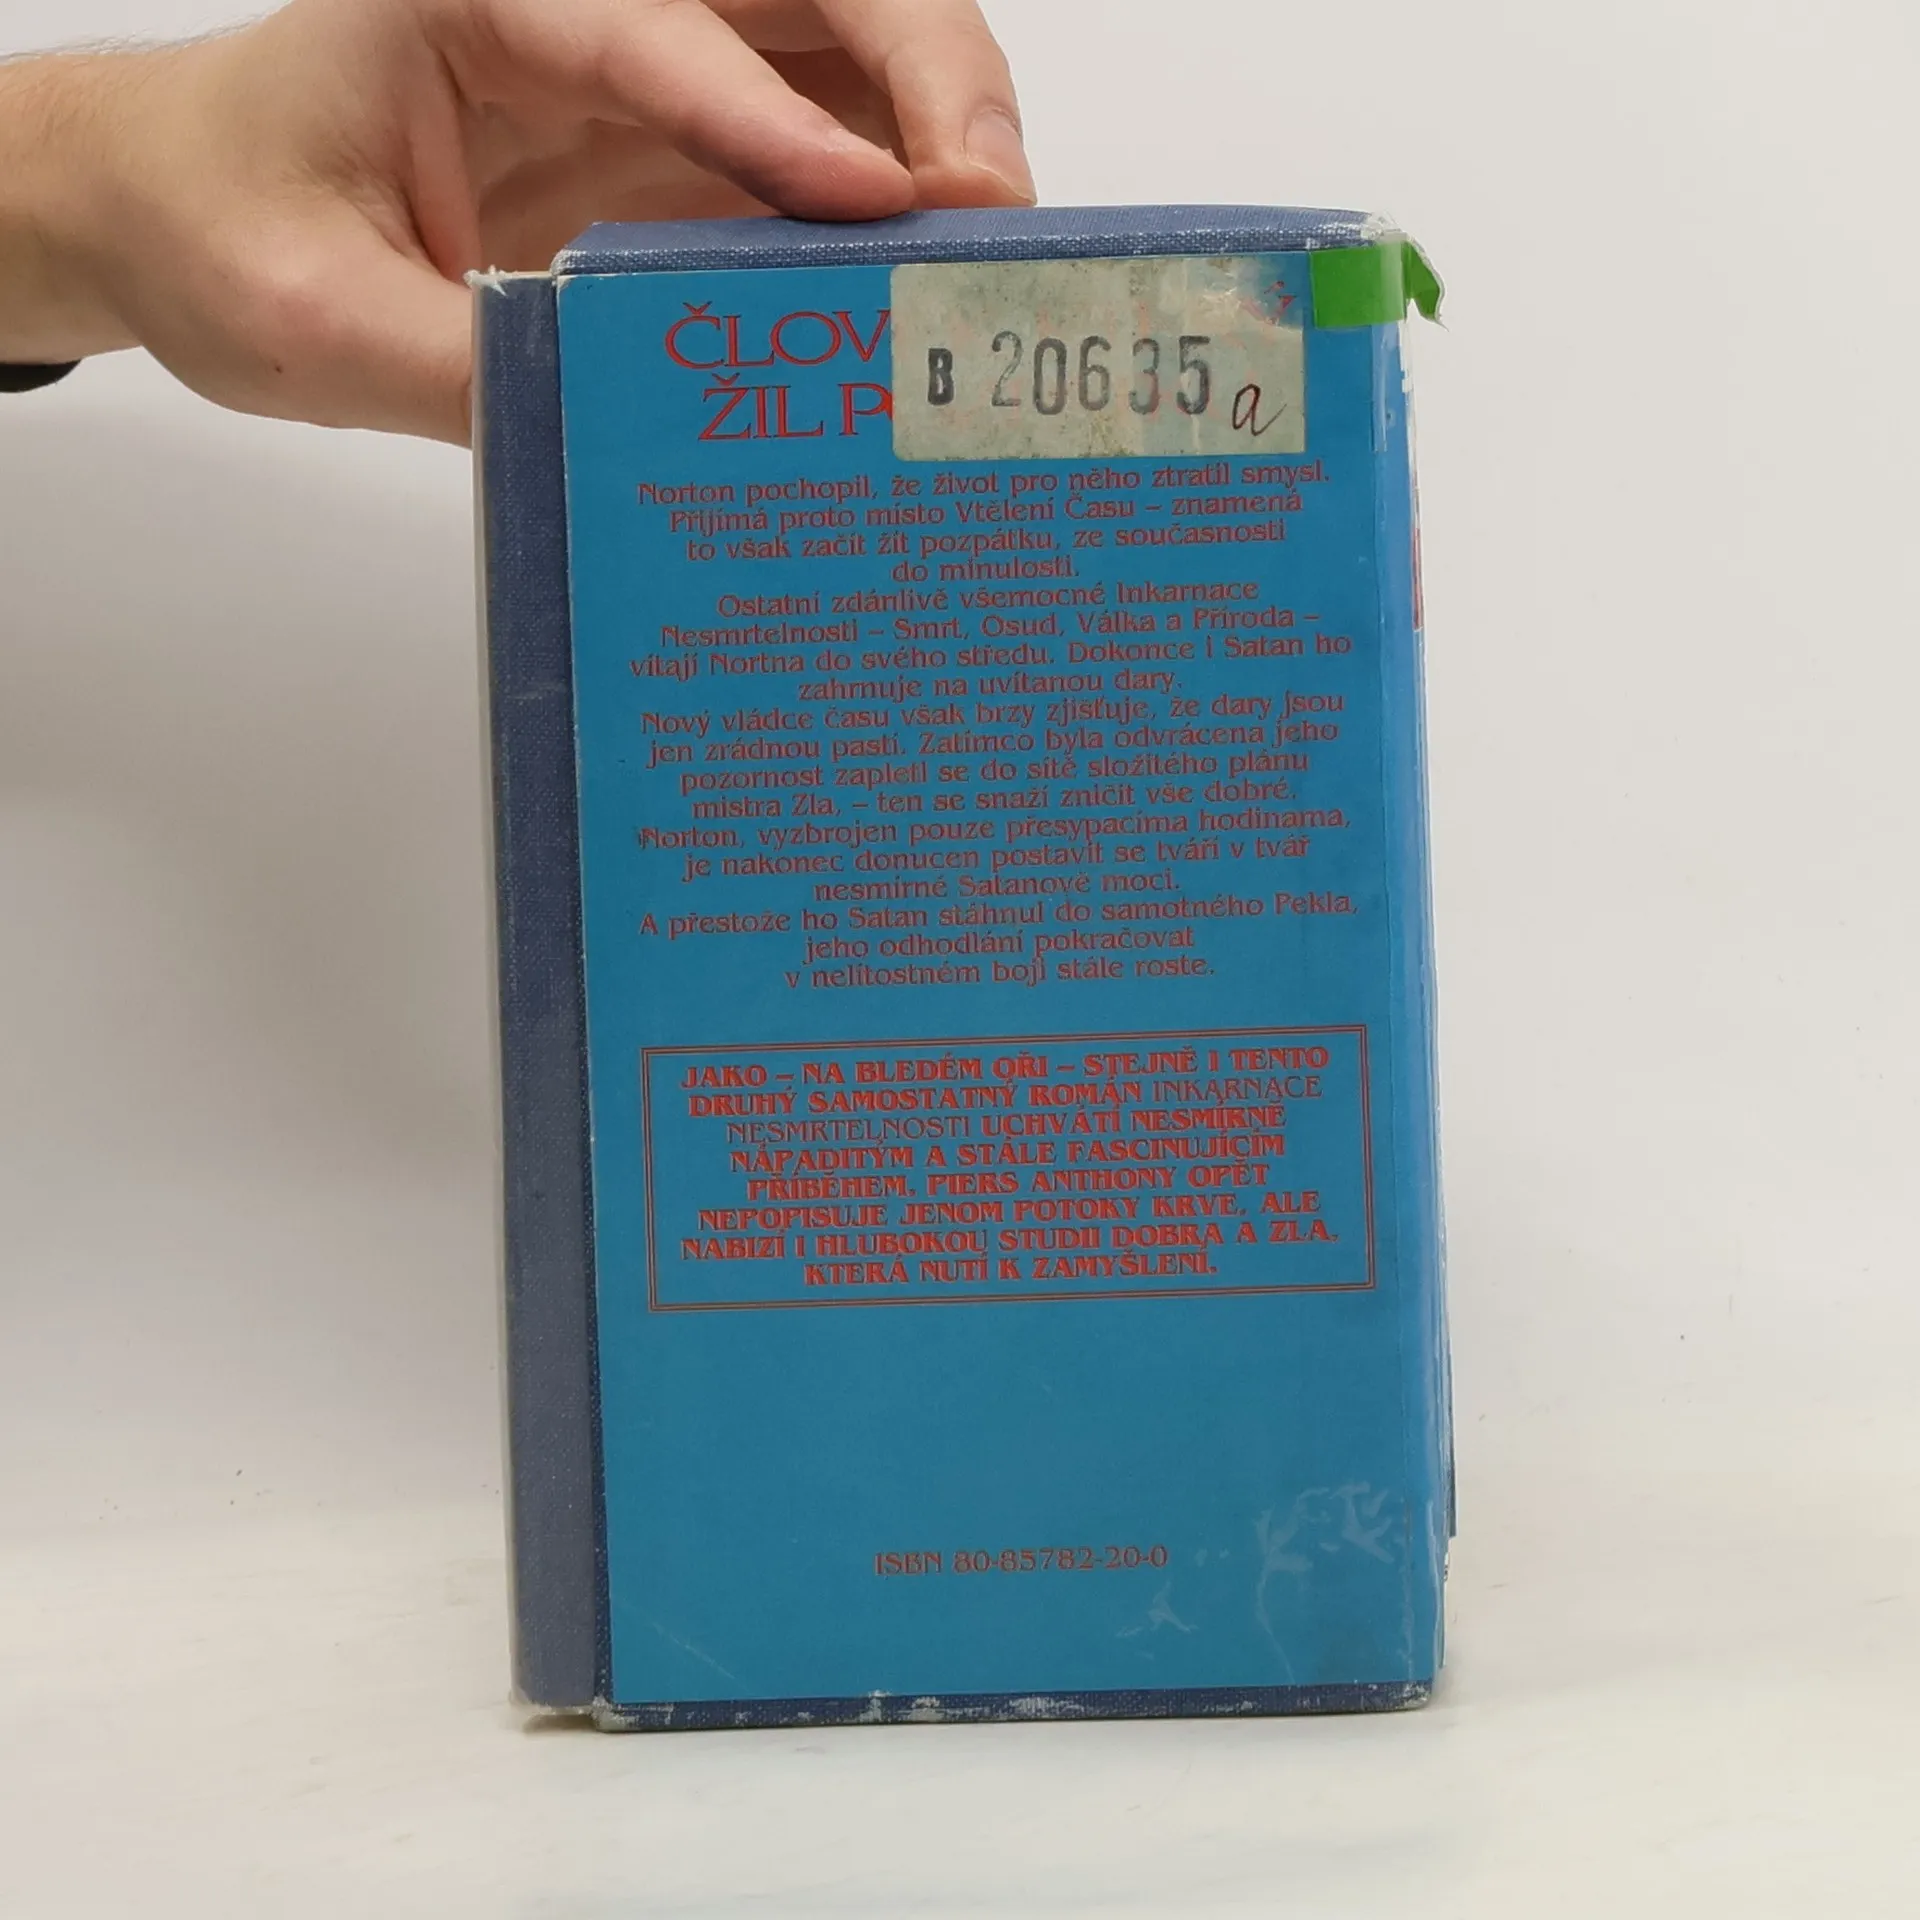 ČLOV
ŽIL P
B 20635 a
Norton pochopil, že život pro něho ztratil smysl.
Přijímá proto místo Vtělení Času – znamená
to však začít žít pozpátku, ze současnosti
do minulosti.
Ostatní zdánlivě všemocné Inkarnace
Nesmrtelnosti – Smrt, Osud, Válka a Příroda –
vítají Nortna do svého středu. Dokonce i Satan ho
zahrnuje na uvítanou dary.
Nový vládce času však brzy zjišťuje, že dary jsou
jen zrádnou pastí. Zatímco byla odvrácena jeho
pozornost zapletil se do sítě složitého plánu
mistra Zla, – ten se snaží zničit vše dobré.
Norton, vyzbrojen pouze přesypacíma hodinama,
je nakonec donucen postavit se tváří v tvář
nesmírné Satanově moci.
A přestože ho Satan stáhnul do samotného Pekla,
jeho odhodlání pokračovat
v nelítostném boji stále roste.
JAKO – NA BLEDÉM OŘI – STEJNĚ I TENTO
DRUHÝ SAMOSTATNÝ ROMÁN INKARNACE
NESMRTELNOSTI UCHVÁTÍ NESMÍRNĚ
NÁPADITÝM A STÁLE FASCINUJÍCÍM
PŘÍBĚHEM. PIERS ANTHONY OPĚT
NEPOPISUJE JENOM POTOKY KRVE, ALE
NABIZÍ I HLUBOKOU STUDII DOBRA A ZLA,
KTERÁ NUTÍ K ZAMYŠLENÍ.
ISBN 80-85782-20-0